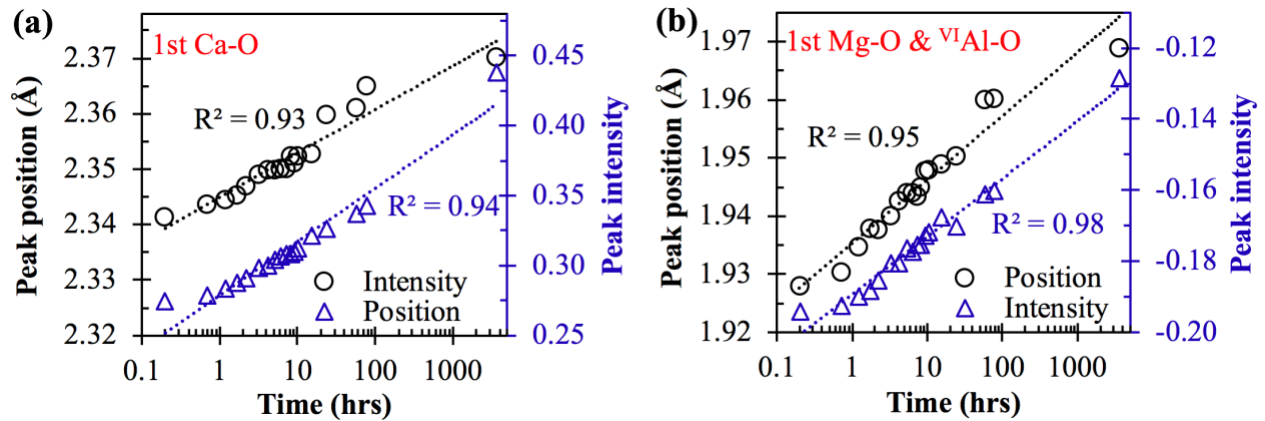 (a)
1st Ca-O
Peak position (Å)
2.37
2.36
2.35
2.34
2.33
2.32
R² = 0.93
R² = 0.94
Intensity
Position
0.45
0.40
0.35
0.30
0.25
Peak intensity
0.1 1 10 100 1000
Time (hrs)
(b)
1st Mg-O & ⱽᴵAl-O
Peak position (Å)
1.97
1.96
1.95
1.94
1.93
1.92
R² = 0.95
R² = 0.98
Position
Intensity
-0.12
-0.13
-0.14
-0.16
-0.18
-0.20
Peak intensity
0.1 1 10 100 1000
Time (hrs)